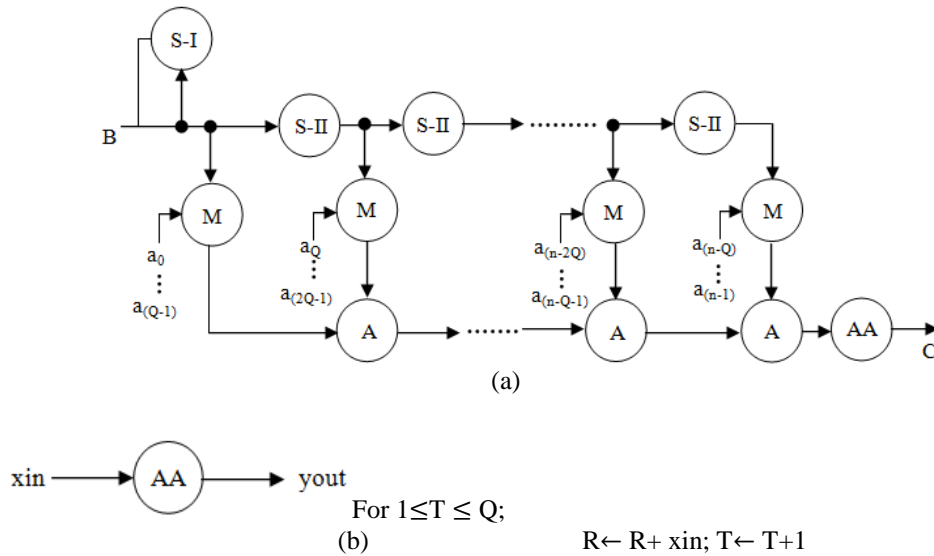 S-I
B
S-II
S-II
S-II
M
M
M
M
a0
a(Q-1)
aQ
a(2Q-1)
a(n-2Q)
a(n-Q-1)
a(n-Q)
a(n-1)
A
A
A
AA
C
(a)
xin
AA
yout
For 1≤T ≤ Q;
(b)
R← R+ xin; T← T+1